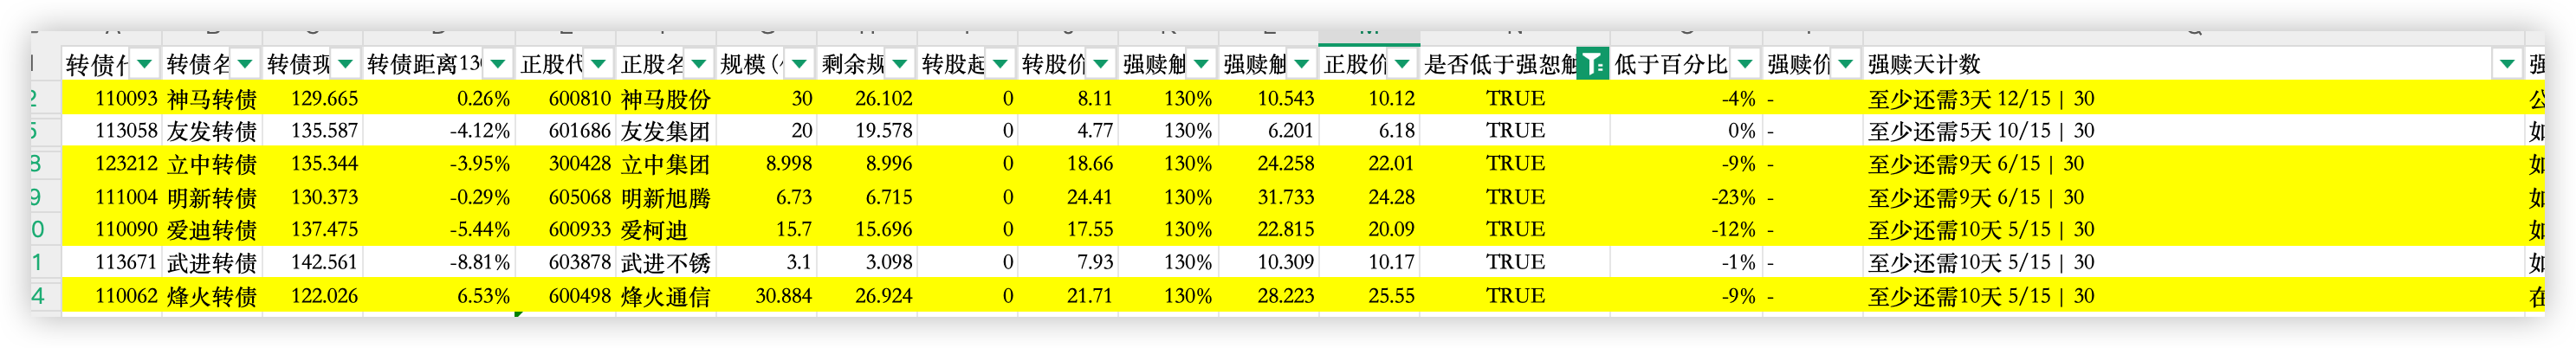 转债代 转债名 转债现 转债距离130 正股代 正股名 规模（ 剩余规 转股起 转股价 强赎触 强赎触 正股价 是否低于强恕触 低于百分比 强赎价 强赎天计数 强
2 110093 神马转债 129.665 0.26% 600810 神马股份 30 26.102 0 8.11 130% 10.543 10.12 TRUE -4% - 至少还需3天 12/15 | 30 公
5 113058 友发转债 135.587 -4.12% 601686 友发集团 20 19.578 0 4.77 130% 6.201 6.18 TRUE 0% - 至少还需5天 10/15 | 30 如
8 123212 立中转债 135.344 -3.95% 300428 立中集团 8.998 8.996 0 18.66 130% 24.258 22.01 TRUE -9% - 至少还需9天 6/15 | 30 如
9 111004 明新转债 130.373 -0.29% 605068 明新旭腾 6.73 6.715 0 24.41 130% 31.733 24.28 TRUE -23% - 至少还需9天 6/15 | 30 如
0 110090 爱迪转债 137.475 -5.44% 600933 爱柯迪 15.7 15.696 0 17.55 130% 22.815 20.09 TRUE -12% - 至少还需10天 5/15 | 30 如
1 113671 武进转债 142.561 -8.81% 603878 武进不锈 3.1 3.098 0 7.93 130% 10.309 10.17 TRUE -1% - 至少还需10天 5/15 | 30 如
4 110062 烽火转债 122.026 6.53% 600498 烽火通信 30.884 26.924 0 21.71 130% 28.223 25.55 TRUE -9% - 至少还需10天 5/15 | 30 在